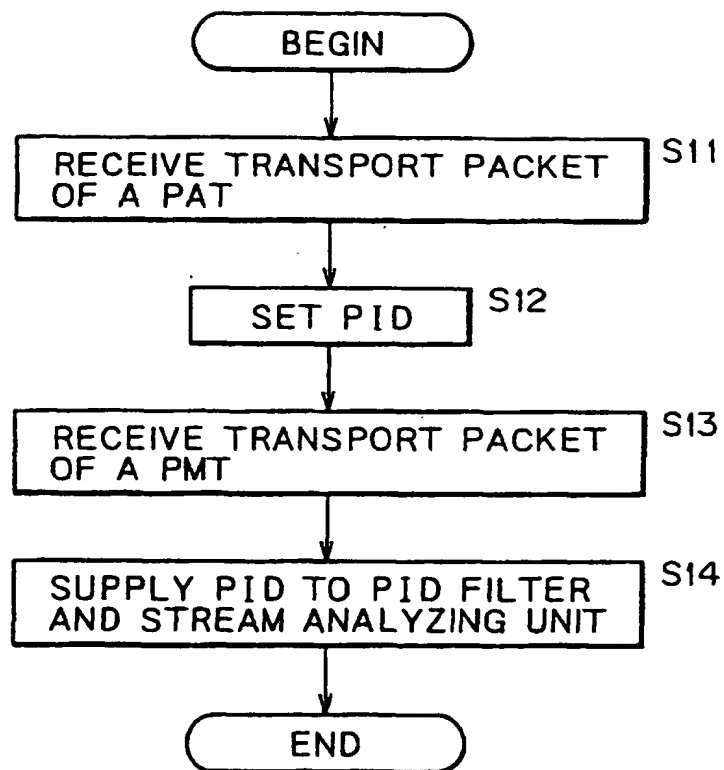 BEGIN
RECEIVE TRANSPORT PACKET
OF A PAT
S11
SET PID
S12
RECEIVE TRANSPORT PACKET
OF A PMT
S13
SUPPLY PID TO PID FILTER
AND STREAM ANALYZING UNIT
S14
END